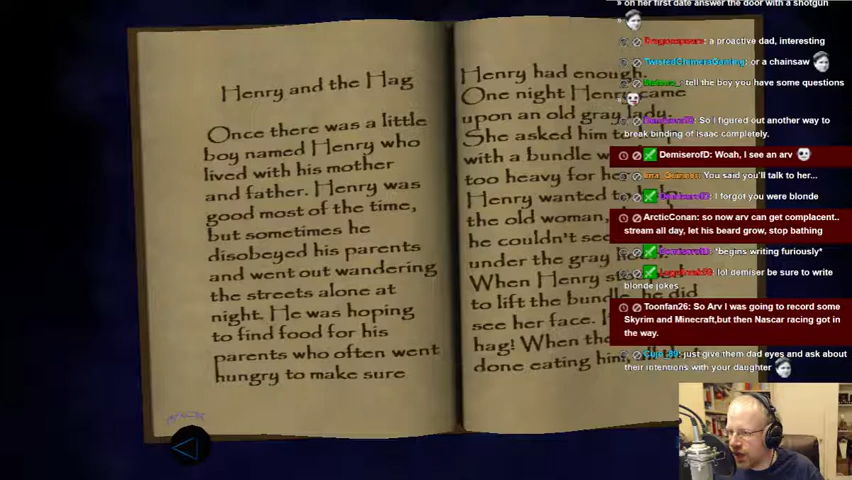 Henry and the Hag
Once there was a little
boy named Henry who
lived with his mother
and father. Henry was
good most of the time,
but sometimes he
disobeyed his parents
and went out wandering
the streets alone at
night. He was hoping
to find food for his
parents who often went
hungry to make sure
Henry had enough.
One night Henry came
upon an old gray lady.
She asked him to
with a bundle
too heavy for
Henry wanted to help
the old woman,
he couldn't see
under the gray
When Henry
to lift the bundle, he did
see her face.
hag! When the
done eating him,
on her first date answer the door with a shotgun
: a proactive dad, interesting
TwistedChimeraGaming: or a chainsaw
: tell the boy you have some questions
: So I figured out another way to
break binding of Isaac completely.
DemiserofD: Woah, I see an arv
: You said you'll talk to her...
: I forgot you were blonde
ArcticConan: so now arv can get complacent..
stream all day, let his beard grow, stop bathing
: *begins writing furiously*
: lol demiser be sure to write
blonde jokes
Toonfan26: So Arv I was going to record some
Skyrim and Minecraft,but then Nascar racing got in
the way.
: just give them dad eyes and ask about
their intentions with your daughter